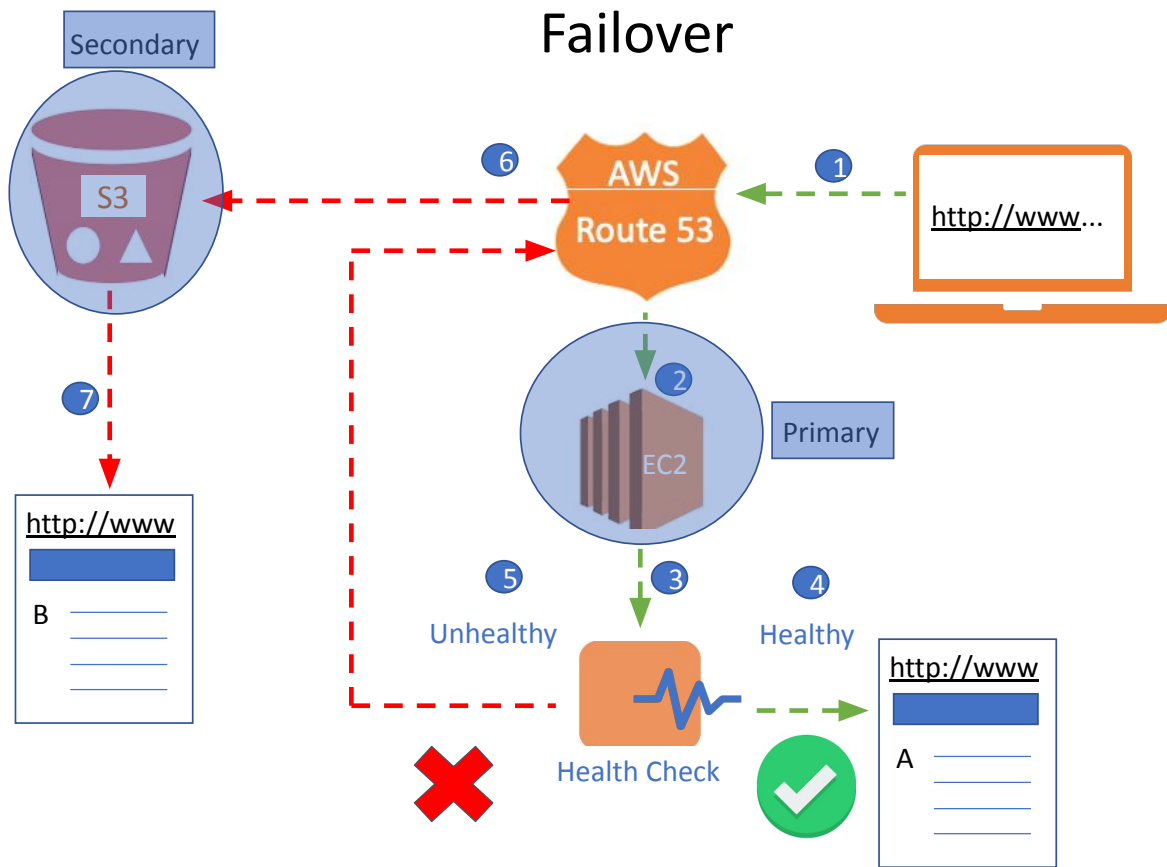 Failover
Secondary
S3
6
AWS
Route 53
1
http://www...
2
EC2
Primary
7
http://www
B
5
Unhealthy
3
4
Healthy
Health Check
http://www
A